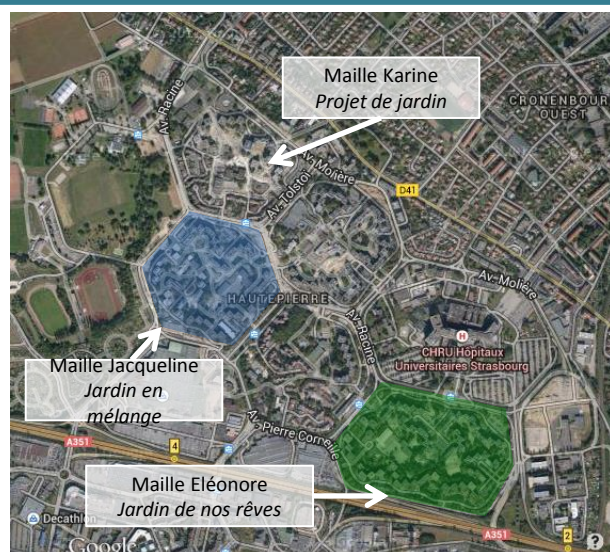 Maille Karine
Projet de jardin
CRONENBOURG
OUEST
Av. Racine
Av. Molière
Av. Tolstoï
D41
Av. Molière
HAUTEPIERRE
Av. Racine
H
CHRU Hôpitaux
Universitaires Strasbourg
Maille Jacqueline
Jardin en
mélange
Av. Pierre Corneille
A351
4
Maille Eléonore
Jardin de nos rêves
Decathlon
A351
2
Google
?